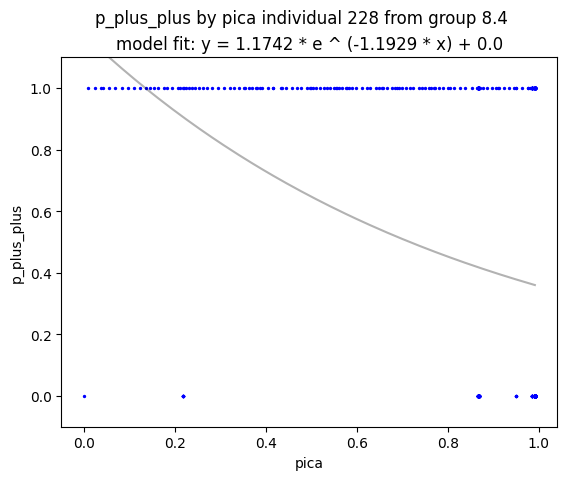 p_plus_plus by pica individual 228 from group 8.4
model fit: y = 1.1742 * e ^ (-1.1929 * x) + 0.0
1.0
0.8
0.6
0.4
0.2
0.0
p_plus_plus
0.0 0.2 0.4 0.6 0.8 1.0
pica